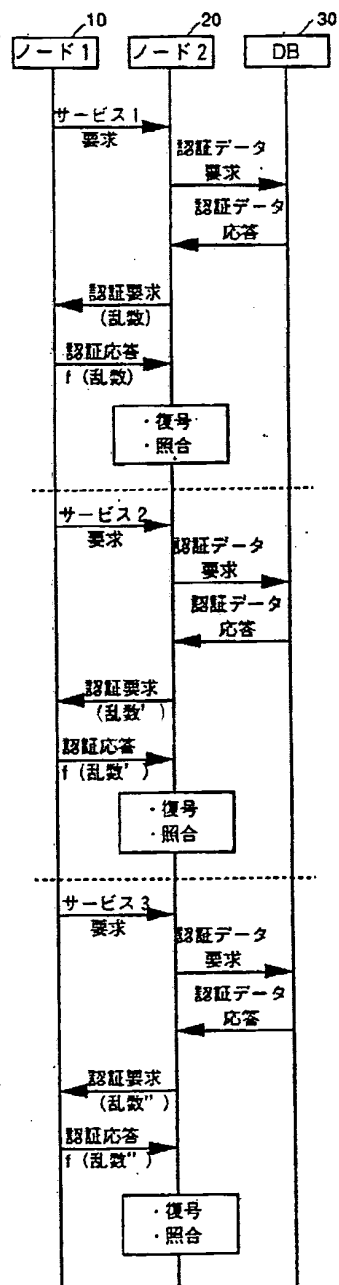 10
20
30
ノード1
ノード2
DB
サービス1
要求
認証データ
要求
認証データ
応答
認証要求
(乱数)
認証応答
f (乱数)
・復号
・照合
サービス2
要求
認証データ
要求
認証データ
応答
認証要求
(乱数')
認証応答
f (乱数')
・復号
・照合
サービス3
要求
認証データ
要求
認証データ
応答
認証要求
(乱数")
認証応答
f (乱数")
・復号
・照合